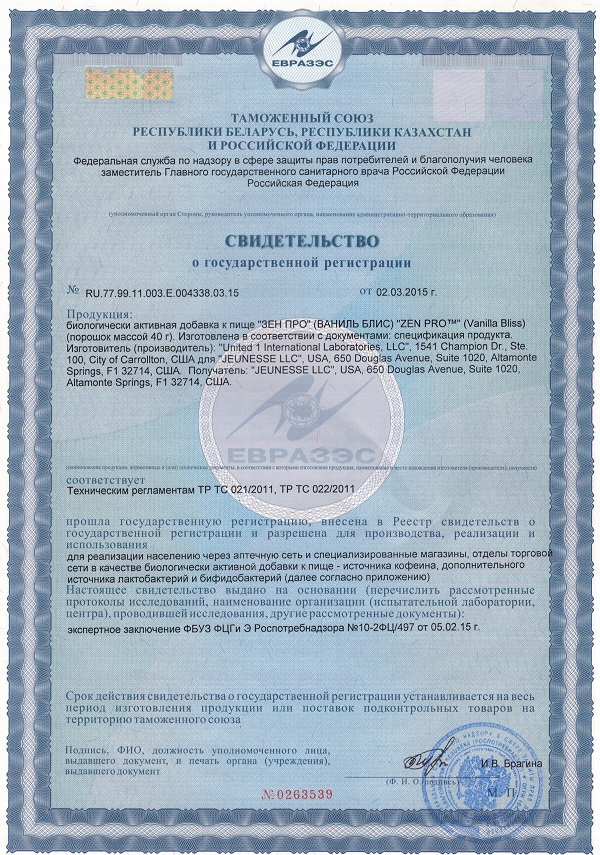 ЕВРАЗЭС
ТАМОЖЕННЫЙ СОЮЗ
РЕСПУБЛИКИ БЕЛАРУСЬ, РЕСПУБЛИКИ КАЗАХСТАН
И РОССИЙСКОЙ ФЕДЕРАЦИИ
Федеральная служба по надзору в сфере защиты прав потребителей и благополучия человека
заместитель Главного государственного санитарного врача Российской Федерации
Российская Федерация
(уполномоченный орган Стороны, руководитель уполномоченного органа, наименование административно-территориального образования)
СВИДЕТЕЛЬСТВО
о государственной регистрации
№ RU.77.99.11.003.Е.004338.03.15 от 02.03.2015 г.
Продукция:
биологически активная добавка к пище "ЗЕН ПРО" (ВАНИЛЬ БЛИС) "ZEN PRO™" (Vanilla Bliss)
(порошок массой 40 г). Изготовлена в соответствии с документами: спецификация продукта.
Изготовитель (производитель): "United 1 International Laboratories, LLC", 1541 Champion Dr., Ste.
100, City of Carrollton, США для "JEUNESSE LLC", USA, 650 Douglas Avenue, Suite 1020, Altamonte
Springs, F1 32714, США. Получатель: "JEUNESSE LLC", USA, 650 Douglas Avenue, Suite 1020,
Altamonte Springs, F1 32714, США.
ЕВРАЗЭС
(наименование продукции, нормативные и (или) технические документы, в соответствии с которыми изготовлена продукция, наименование и место нахождения изготовителя (производителя), получателя)
соответствует
Техническим регламентам ТР ТС 021/2011, ТР ТС 022/2011
прошла государственную регистрацию, внесена в Реестр свидетельств о
государственной регистрации и разрешена для производства, реализации и
использования
для реализации населению через аптечную сеть и специализированные магазины, отделы торговой
сети в качестве биологически активной добавки к пище - источника кофеина, дополнительного
источника лактобактерий и бифидобактерий (далее согласно приложению)
Настоящее свидетельство выдано на основании (перечислить рассмотренные
протоколы исследований, наименование организации (испытательной лаборатории,
центра), проводившей исследования, другие рассмотренные документы):
экспертное заключение ФБУЗ ФЦГи Э Роспотребнадзора №10-2ФЦ/497 от 05.02.15 г.
Срок действия свидетельства о государственной регистрации устанавливается на весь
период изготовления продукции или поставок подконтрольных товаров на
территорию таможенного союза
Подпись, ФИО, должность уполномоченного лица,
выдавшего документ, и печать органа (учреждения),
выдавшего документ
И.В. Брагина
(Ф. И. О./подпись)
М. П.
№0263539